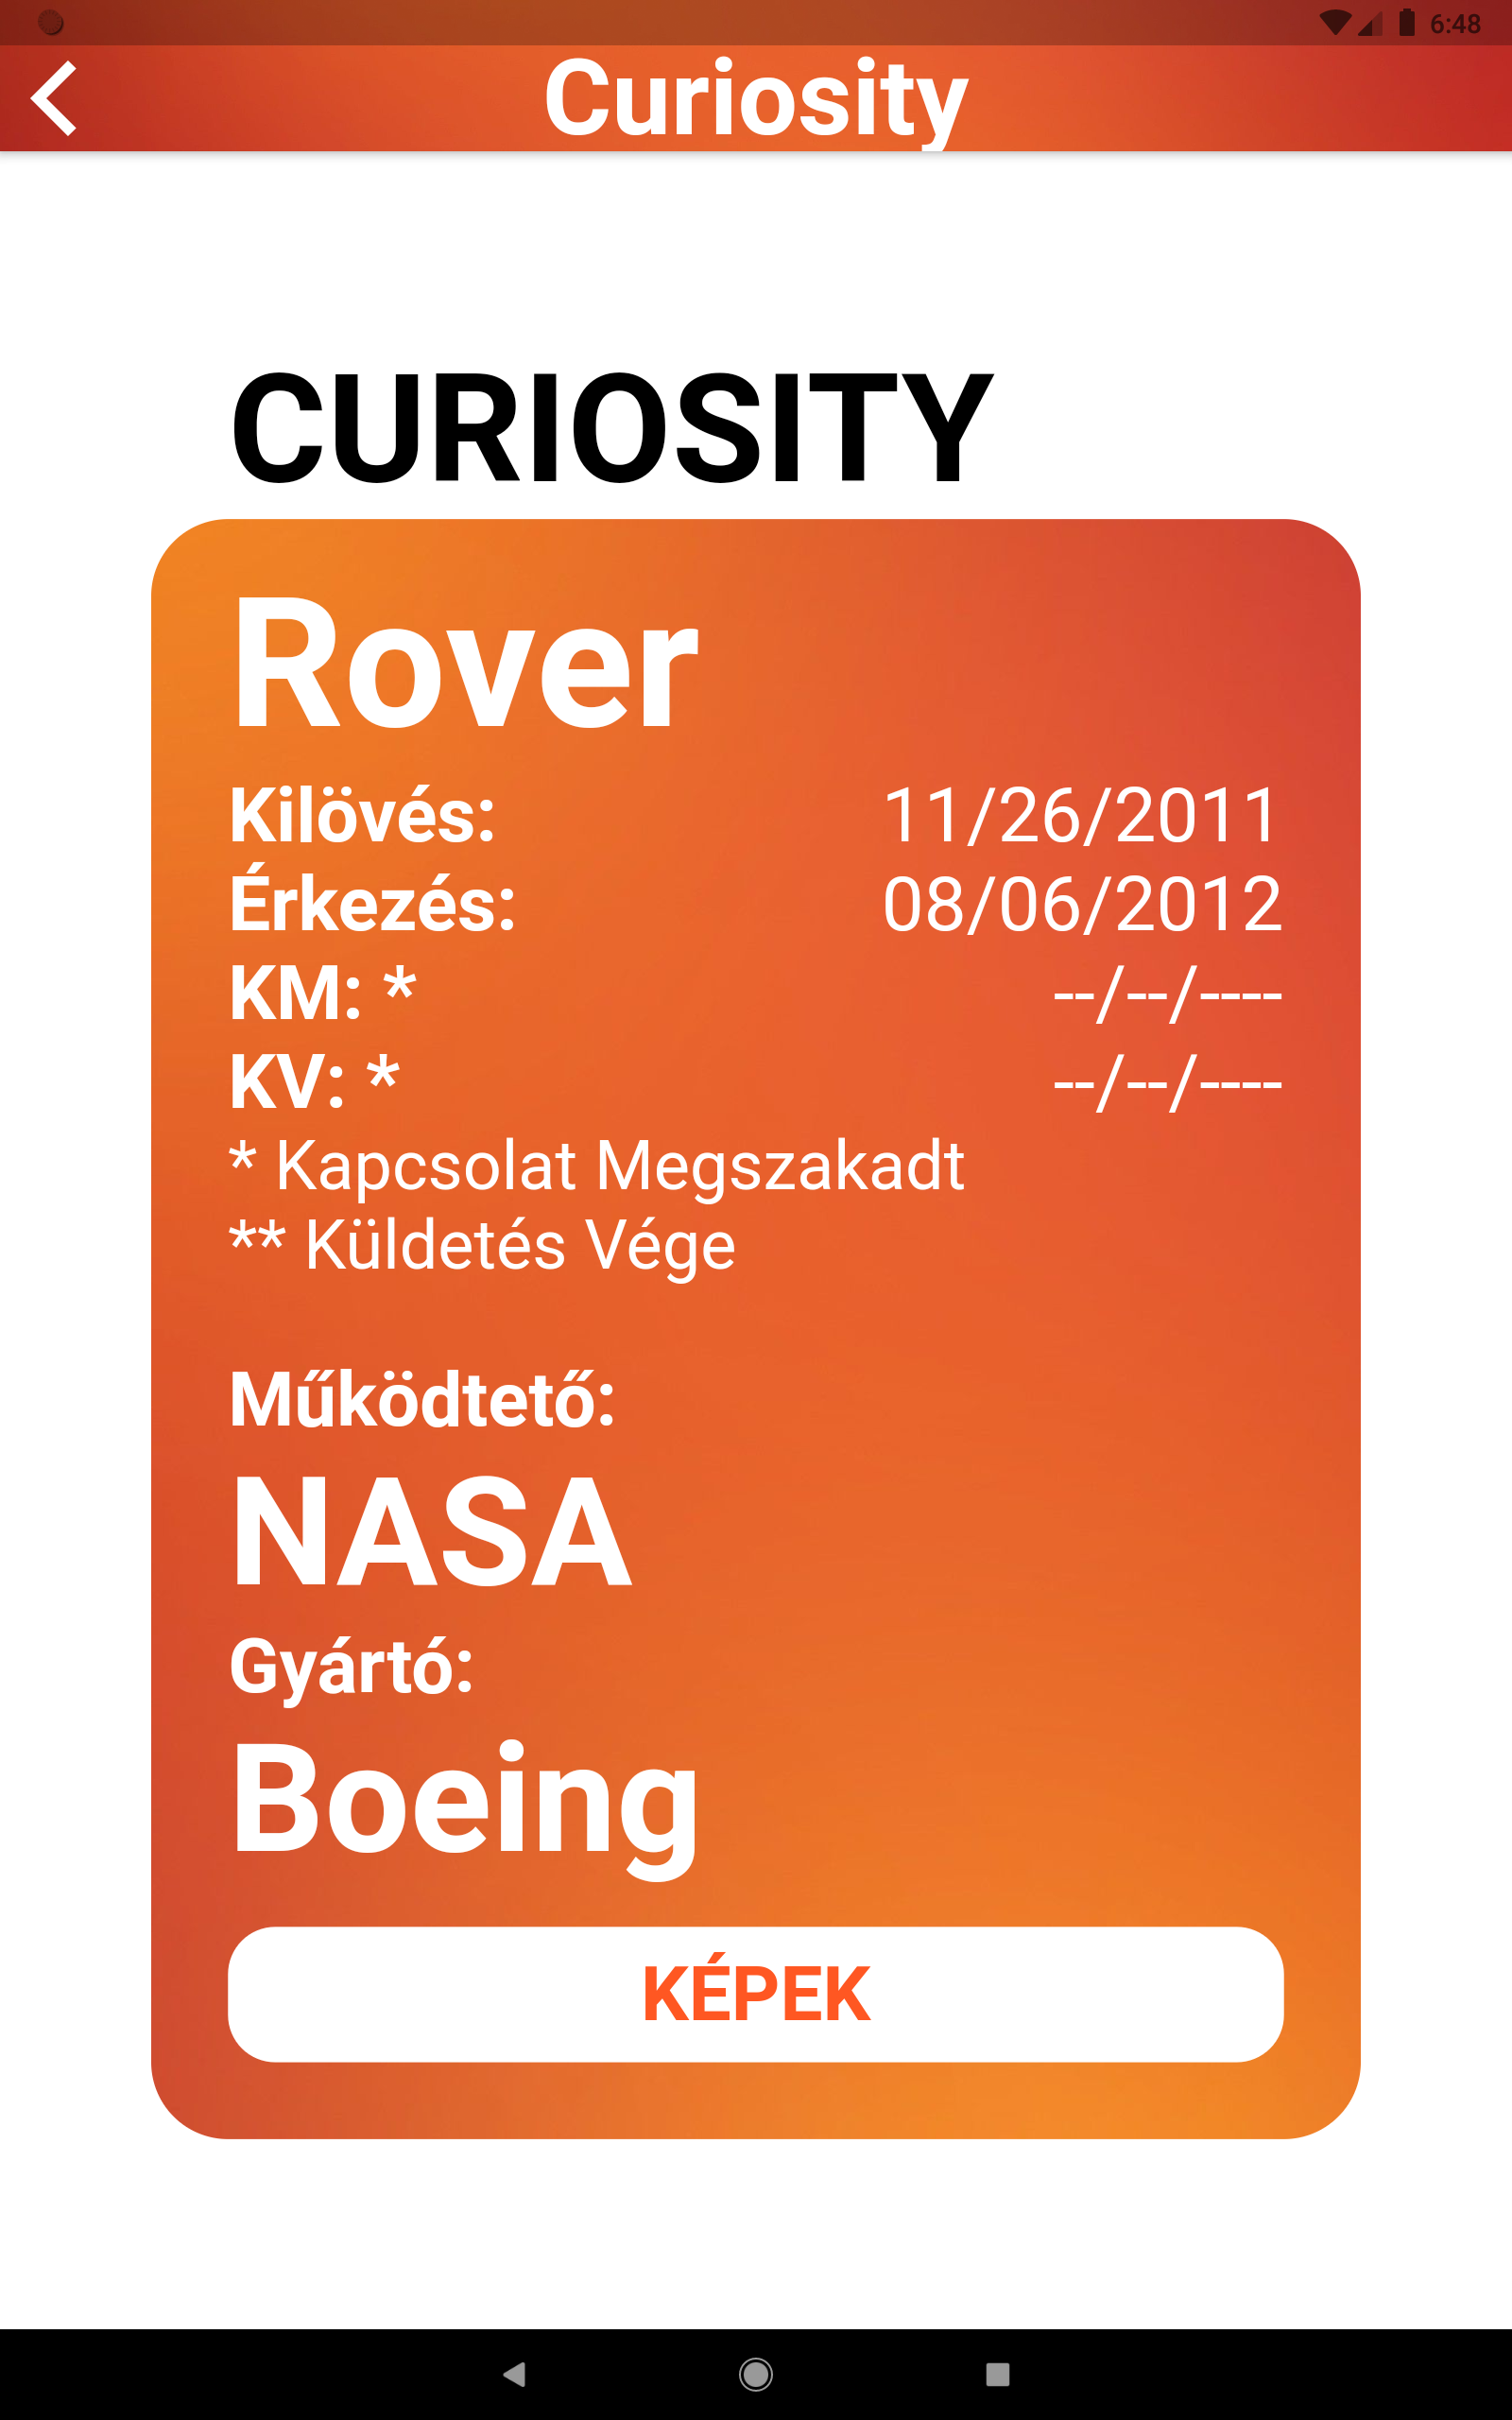 6:48
Curiosity
CURIOSITY
Rover
Kilövés: 11/26/2011
Érkezés: 08/06/2012
KM: * --/--/----
KV: * --/--/----
* Kapcsolat Megszakadt
** Küldetés Vége
Működtető:
NASA
Gyártó:
Boeing
KÉPEK